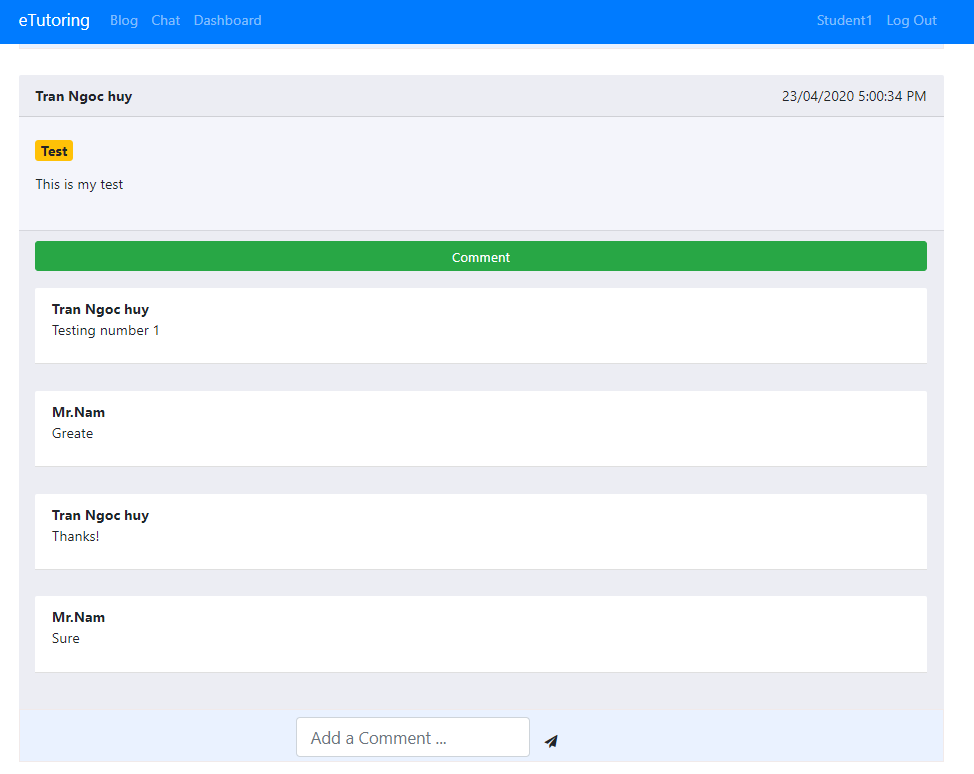 eTutoring Blog Chat Dashboard Student1 Log Out
Tran Ngoc huy 23/04/2020 5:00:34 PM
Test
This is my test
Comment
Tran Ngoc huy
Testing number 1
Mr.Nam
Greate
Tran Ngoc huy
Thanks!
Mr.Nam
Sure
Add a Comment ...